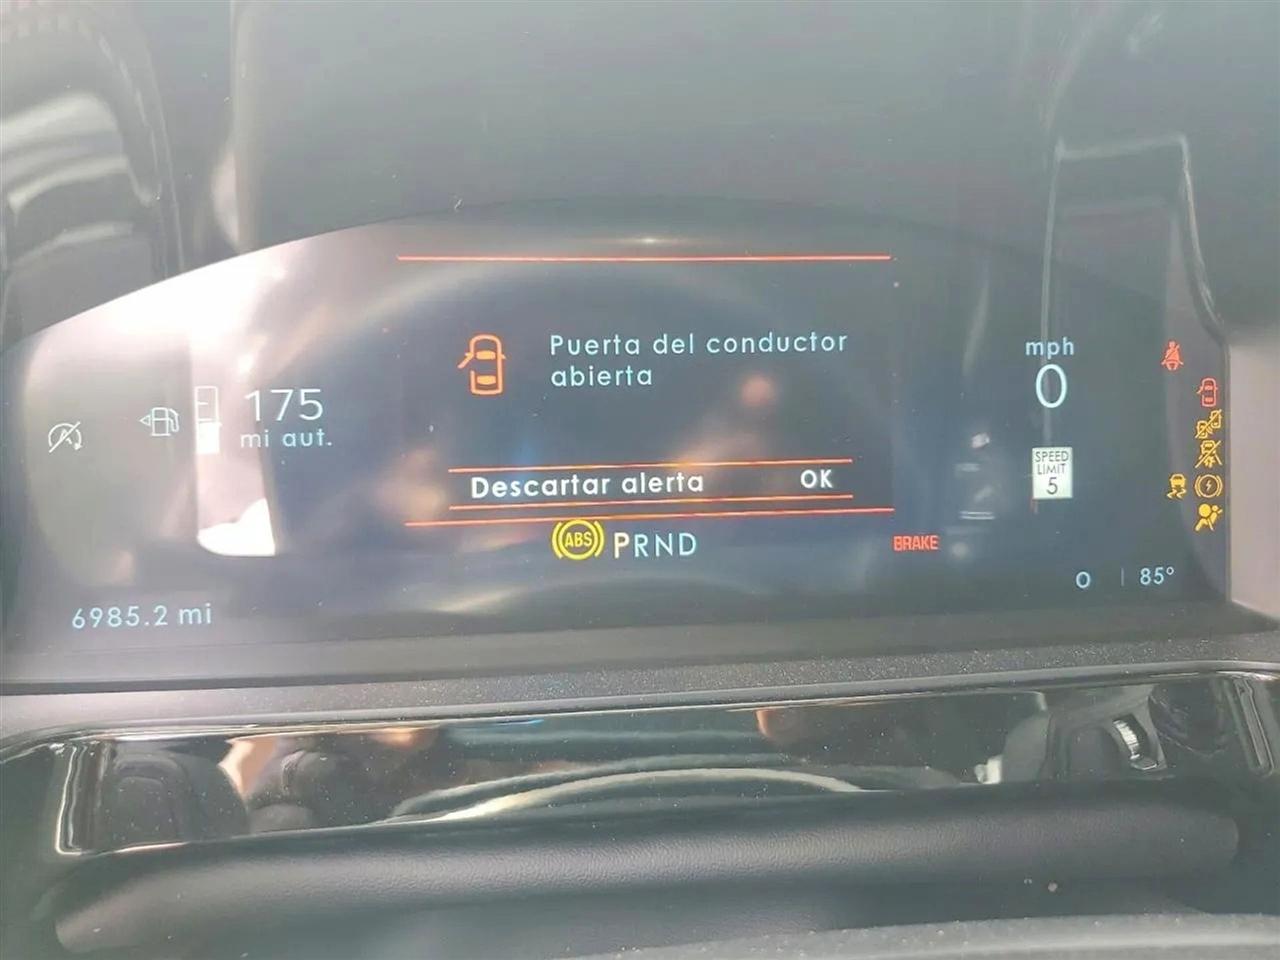 Puerta del conductor
abierta
mph
0
175
mi aut.
Descartar alerta OK
SPEED
LIMIT
5
ABS PRND
BRAKE
6985.2 mi
O 85°